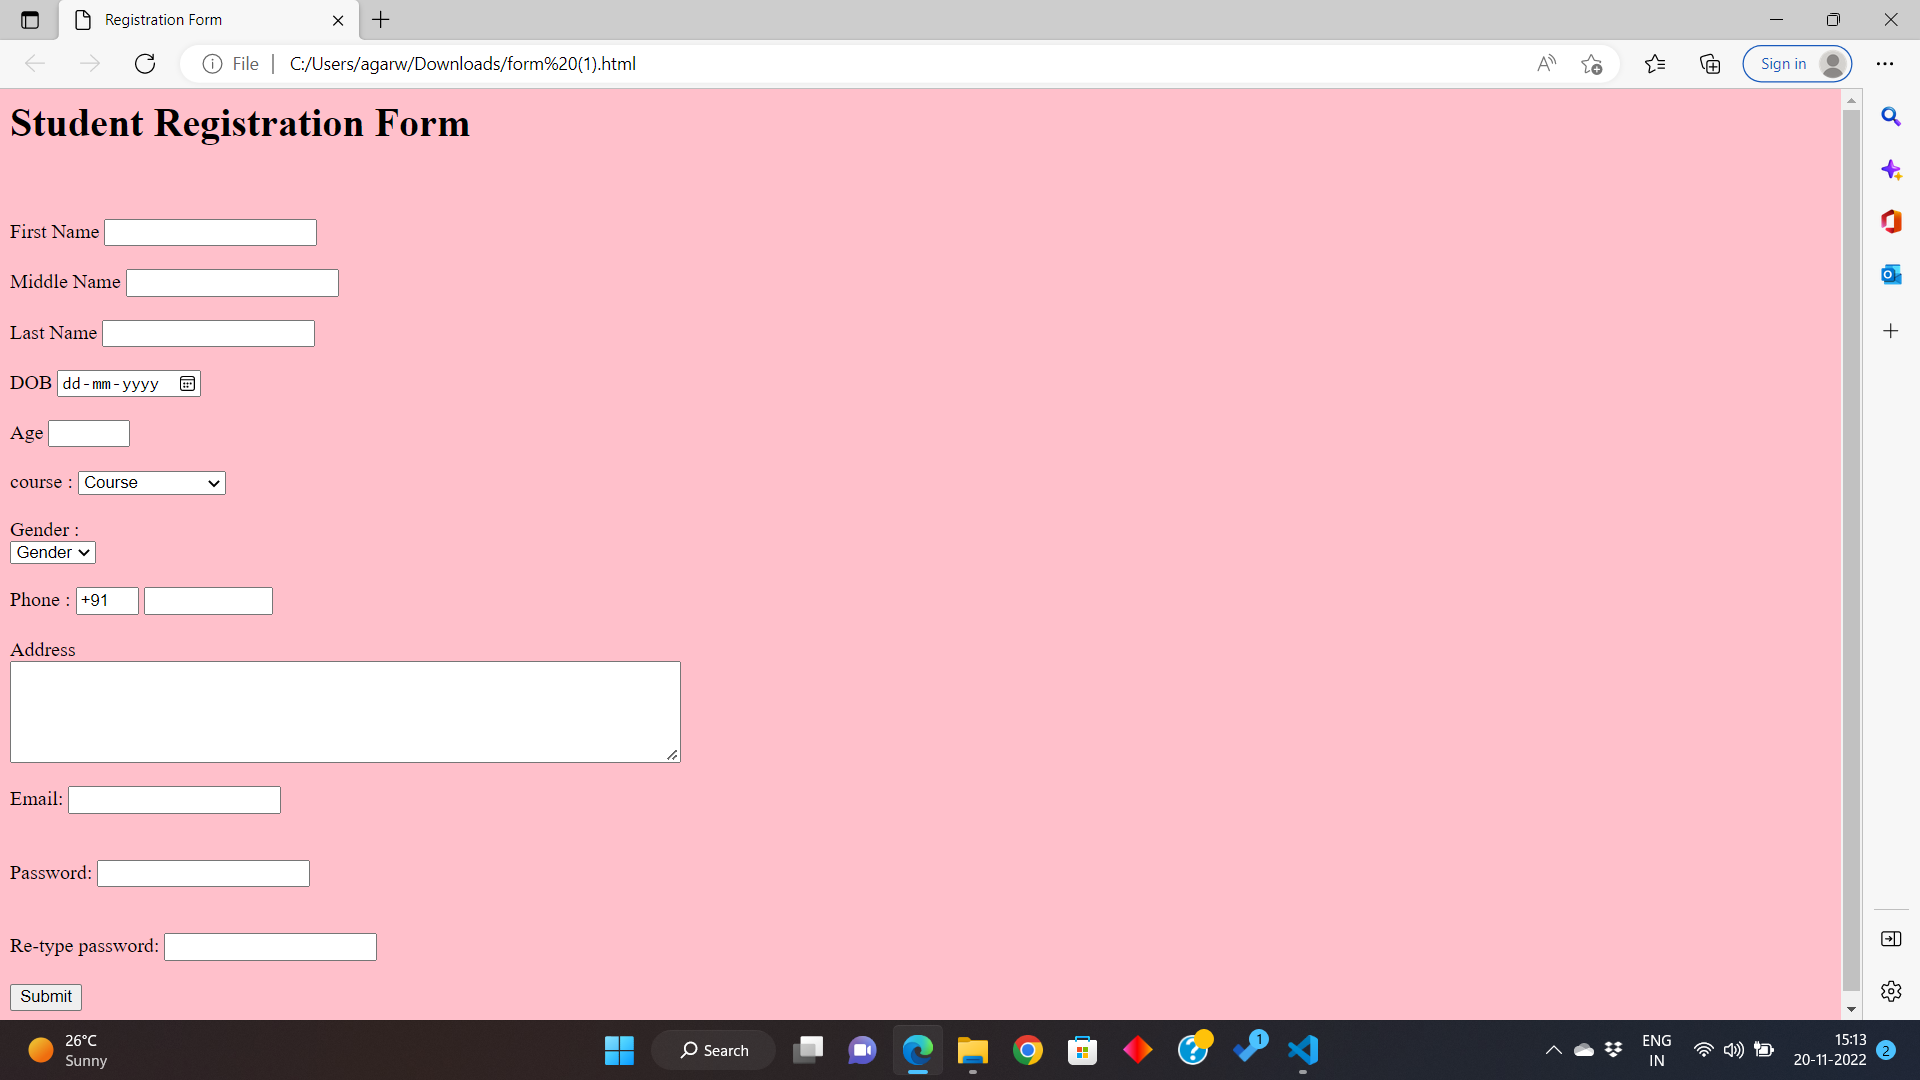 Registration Form
File C:/Users/agarw/Downloads/form%20(1).html Sign in
Student Registration Form
First Name
Middle Name
Last Name
DOB dd-mm-yyyy
Age
course : Course
Gender :
Gender
Phone : +91
Address
Email:
Password:
Re-type password:
Submit
26°C
Sunny
Search
1
ENG
IN
15:13
20-11-2022
2